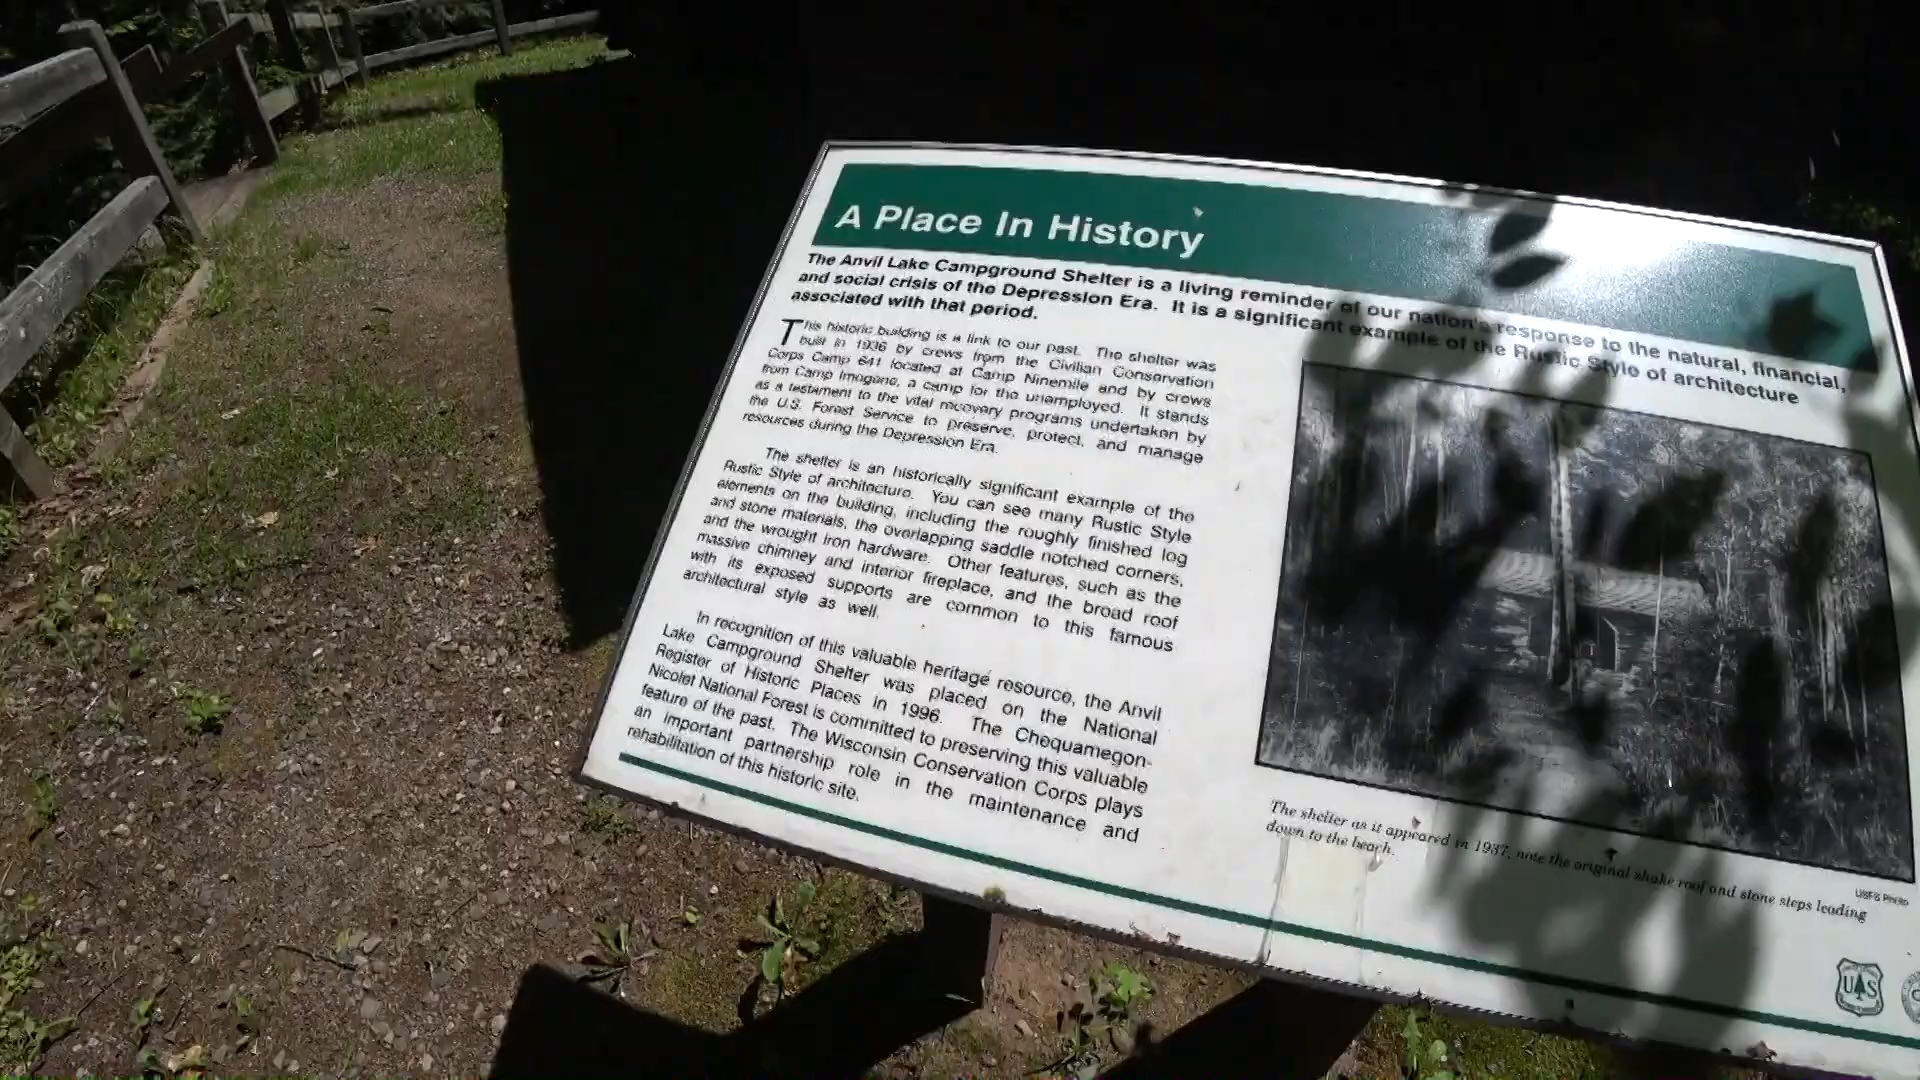 A Place In History
The Anvil Lake Campground Shelter is a living reminder of our nation's response to the natural, financial,
and social crisis of the Depression Era. It is a significant example of the Rustic Style of architecture
associated with that period.
This historic building is a link to our past. The shelter was
built in 1936 by crews from the Civilian Conservation
Corps Camp 641 located at Camp Ninemile and by crews
from Camp Imogene, a camp for the unemployed. It stands
as a testament to the vital recovery programs undertaken by
the U.S. Forest Service to preserve, protect, and manage
resources during the Depression Era.
The shelter is an historically significant example of the
Rustic Style of architecture. You can see many Rustic Style
elements on the building, including the roughly finished log
and stone materials, the overlapping saddle notched corners,
and the wrought iron hardware. Other features, such as the
massive chimney and interior fireplace, and the broad roof
with its exposed supports are common to this famous
architectural style as well.
In recognition of this valuable heritage resource, the Anvil
Lake Campground Shelter was placed on the National
Register of Historic Places in 1996. The Chequamegon-
Nicolet National Forest is committed to preserving this valuable
feature of the past. The Wisconsin Conservation Corps plays
an important partnership role in the maintenance and
rehabilitation of this historic site.
The shelter as it appeared in 1937, note the original shake roof and stone steps leading
down to the beach.
USFS Photo
US